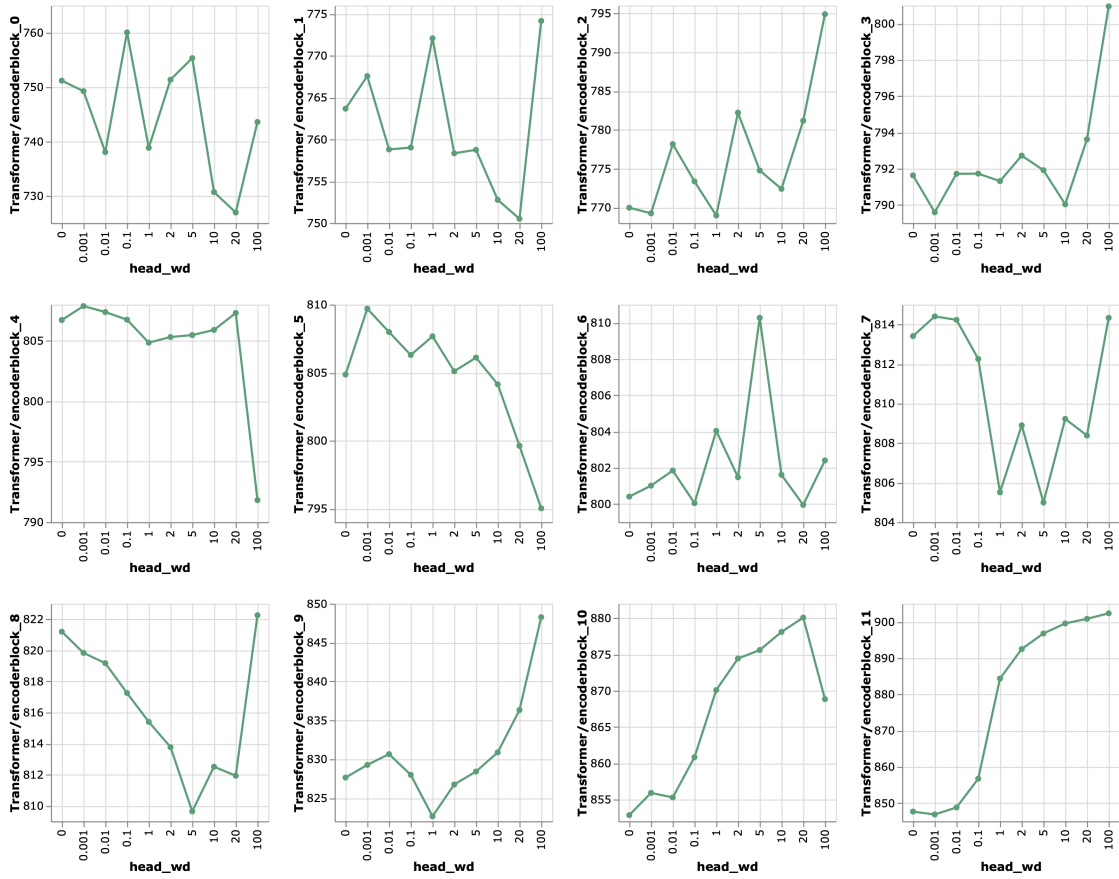 Transformer/encoderblock_0
760
750
740
730
0 0.001 0.01 0.1 1 2 5 10 20 100
head_wd
Transformer/encoderblock_1
775
770
765
760
755
750
0 0.001 0.01 0.1 1 2 5 10 20 100
head_wd
Transformer/encoderblock_2
795
790
785
780
775
770
0 0.001 0.01 0.1 1 2 5 10 20 100
head_wd
Transformer/encoderblock_3
800
798
796
794
792
790
0 0.001 0.01 0.1 1 2 5 10 20 100
head_wd
Transformer/encoderblock_4
805
800
795
790
0 0.001 0.01 0.1 1 2 5 10 20 100
head_wd
Transformer/encoderblock_5
810
805
800
795
0 0.001 0.01 0.1 1 2 5 10 20 100
head_wd
Transformer/encoderblock_6
810
808
806
804
802
800
0 0.001 0.01 0.1 1 2 5 10 20 100
head_wd
Transformer/encoderblock_7
814
812
810
808
806
804
0 0.001 0.01 0.1 1 2 5 10 20 100
head_wd
Transformer/encoderblock_8
822
820
818
816
814
812
810
0 0.001 0.01 0.1 1 2 5 10 20 100
head_wd
Transformer/encoderblock_9
850
845
840
835
830
825
0 0.001 0.01 0.1 1 2 5 10 20 100
head_wd
Transformer/encoderblock_10
880
875
870
865
860
855
0 0.001 0.01 0.1 1 2 5 10 20 100
head_wd
Transformer/encoderblock_11
900
890
880
870
860
850
0 0.001 0.01 0.1 1 2 5 10 20 100
head_wd